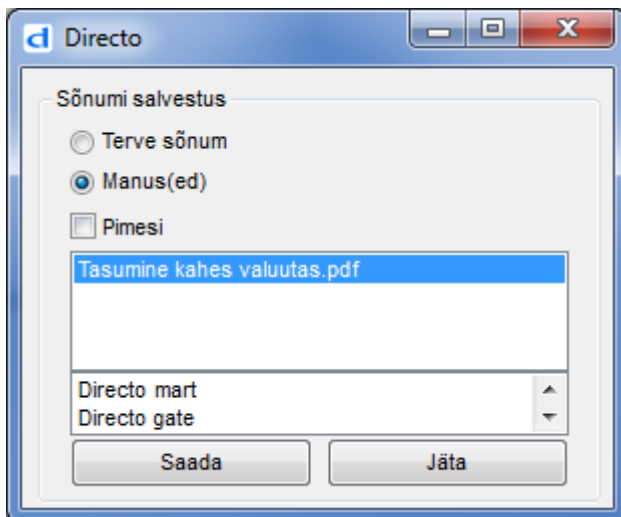 Directo
Sõnumi salvestus
Terve sõnum
Manus(ed)
Pimesi
Tasumine kahes valuutas.pdf
Directo mart
Directo gate
Saada
Jäta